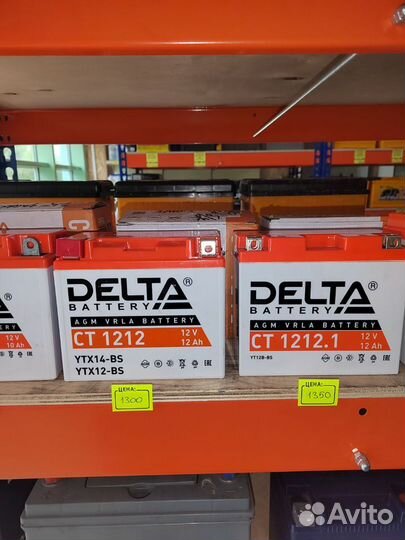 DELTA®
BATTERY
AGM VRLA BATTERY
CT 1212
12 V
12 Ah
YTX14-BS
YTX12-BS
DELTA
BATTERY
AGM VRLA BATTERY
CT 1212.1
12 V
12 Ah
YT12B-BS
®
12 V
10 Ah
ЦЕНА:
1300
ЦЕНА:
1350
Avito